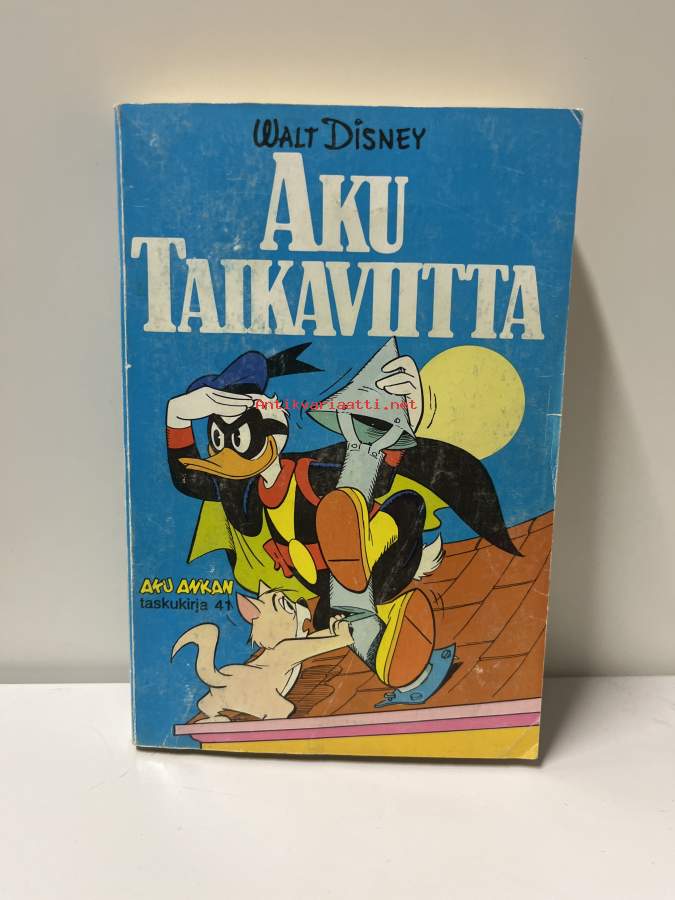 WALT DISNEY
AKU
TAIKAVIITTA
Antikvariaatti.net
AKU ANKAN
taskukirja 41